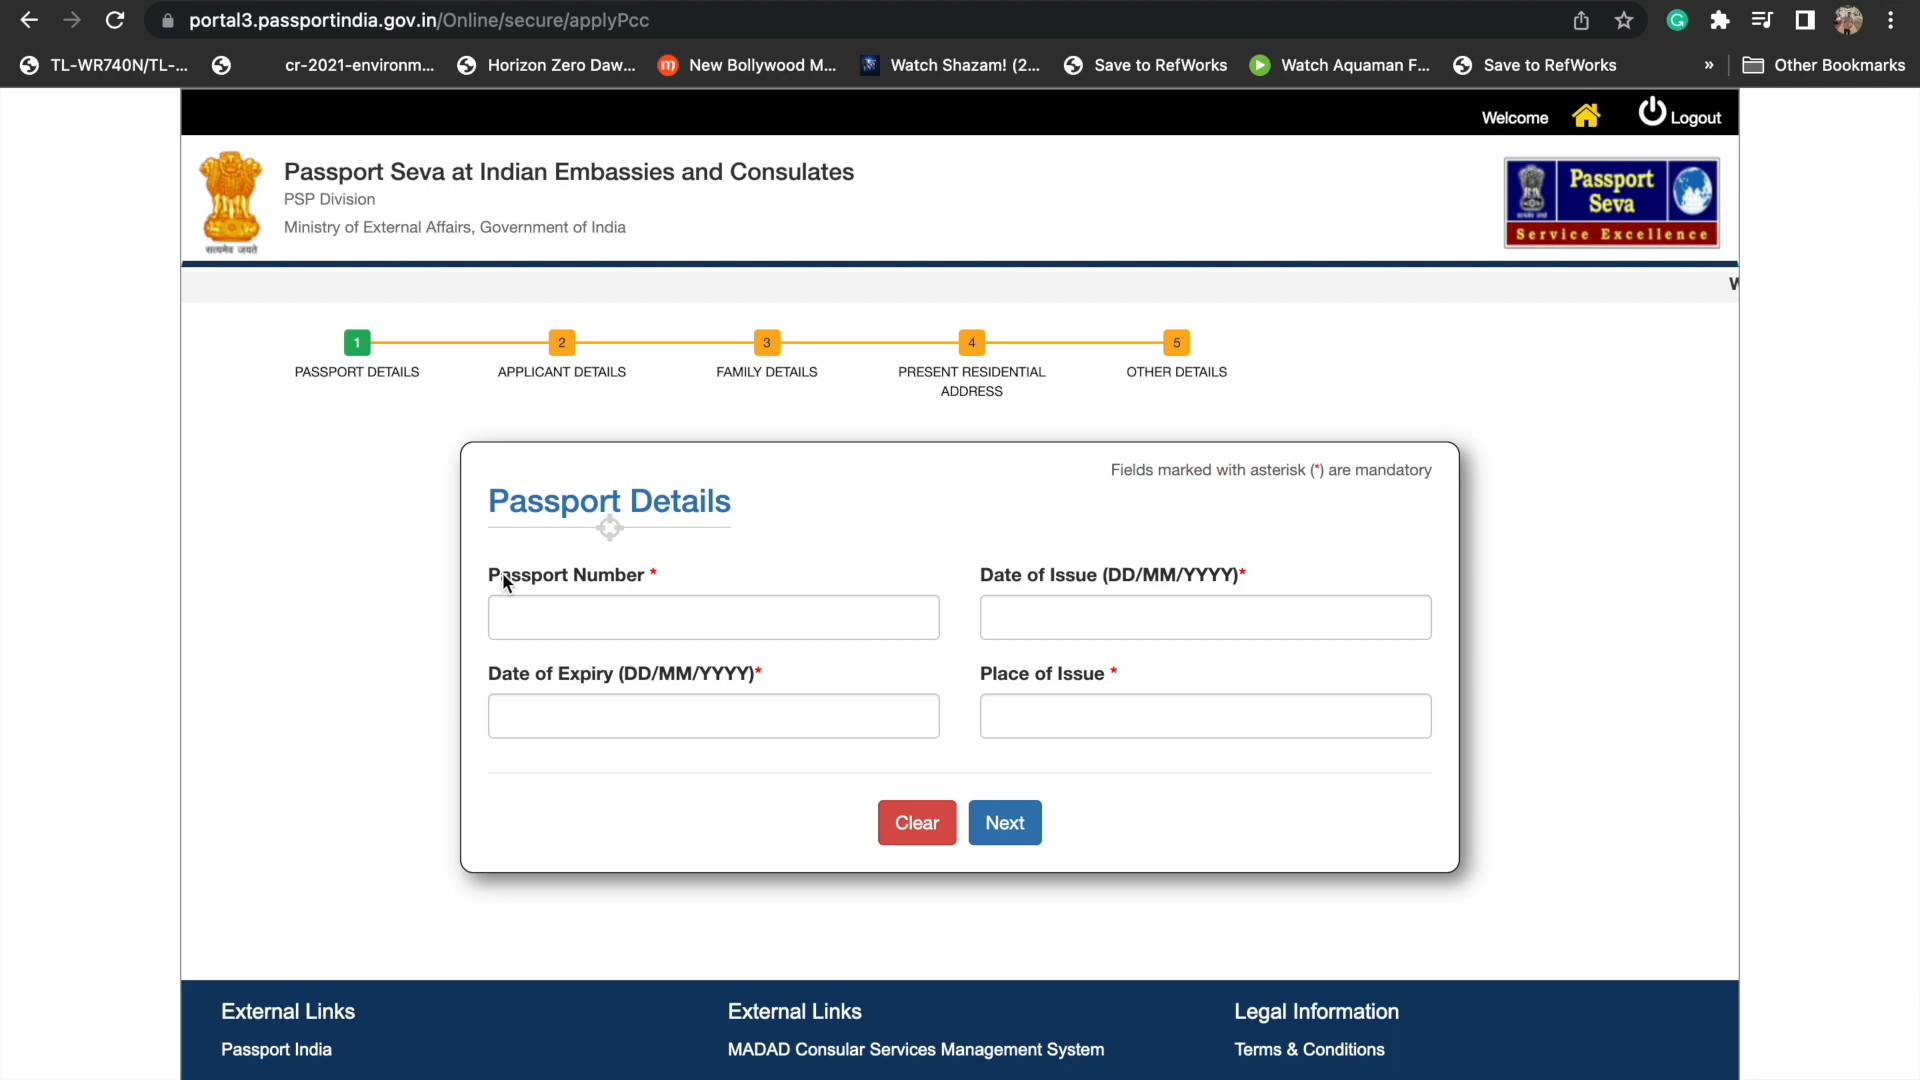 portal3.passportindia.gov.in/Online/secure/applyPcc
TL-WR740N/TL-...
cr-2021-environm...
Horizon Zero Daw...
New Bollywood M...
Watch Shazam! (2...
Save to RefWorks
Watch Aquaman F...
Save to RefWorks
»
Other Bookmarks
Welcome
Logout
Passport Seva at Indian Embassies and Consulates
PSP Division
Ministry of External Affairs, Government of India
सत्यमेव जयते
Passport
Seva
Service Excellence
W
1
2
3
4
5
PASSPORT DETAILS
APPLICANT DETAILS
FAMILY DETAILS
PRESENT RESIDENTIAL
ADDRESS
OTHER DETAILS
Fields marked with asterisk (*) are mandatory
Passport Details
Passport Number *
Date of Issue (DD/MM/YYYY)*
Date of Expiry (DD/MM/YYYY)*
Place of Issue *
Clear
Next
External Links
External Links
Legal Information
Passport India
MADAD Consular Services Management System
Terms & Conditions